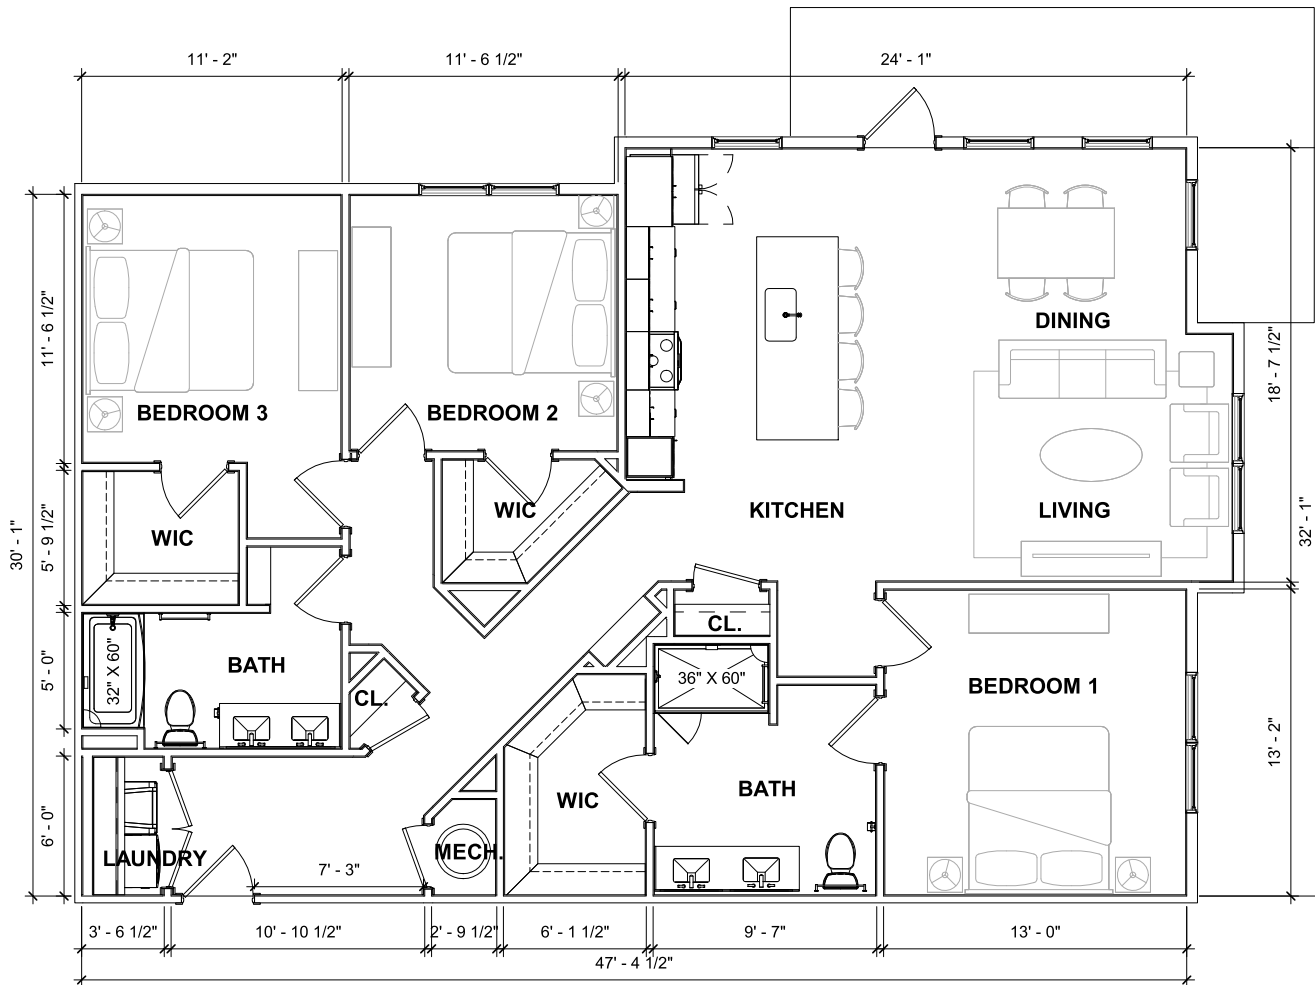 11' - 2"
11' - 6 1/2"
24' - 1"
DINING
11' - 6 1/2"
18' - 7 1/2"
BEDROOM 3
BEDROOM 2
WIC
KITCHEN
LIVING
30' - 1"
5' - 9 1/2"
WIC
32' - 1"
CL.
5' - 0"
32" X 60"
BATH
36" X 60"
BEDROOM 1
CL.
13' - 2"
BATH
WIC
6' - 0"
LAUNDRY
MECH.
7' - 3"
3' - 6 1/2"
10' - 10 1/2"
2' - 9 1/2"
6' - 1 1/2"
9' - 7"
13' - 0"
47' - 4 1/2"